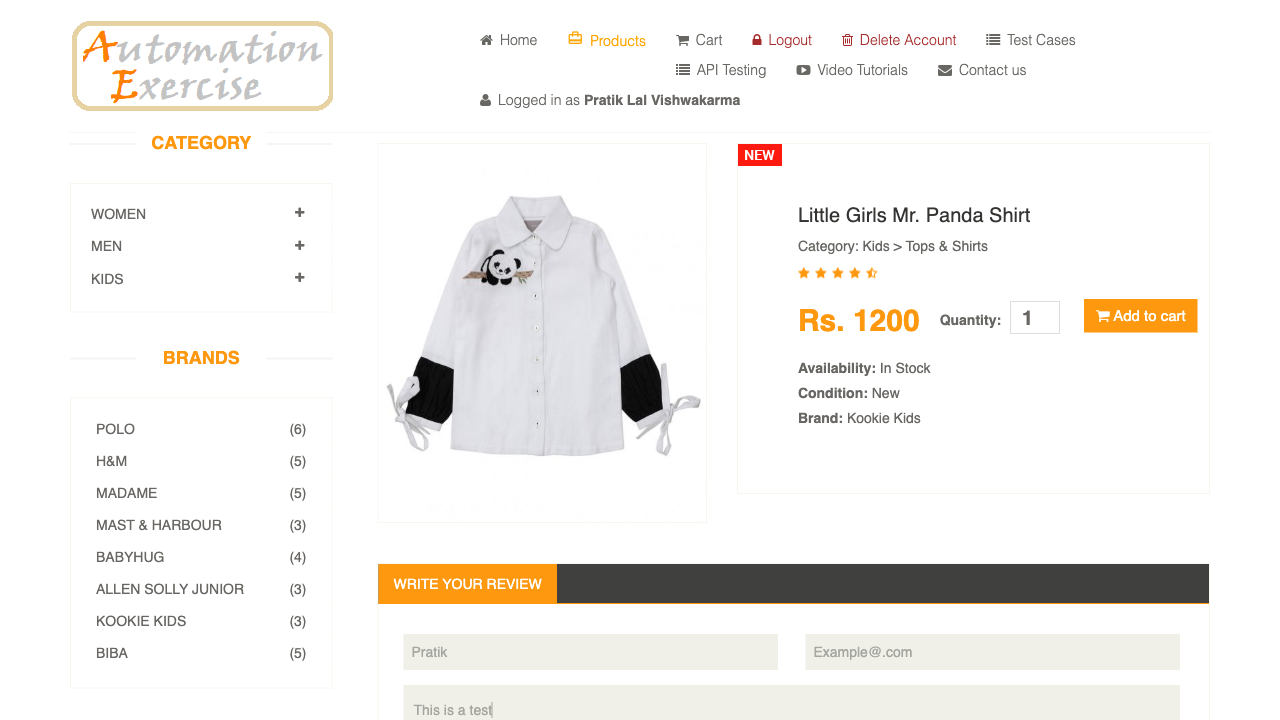 Automation
Exercise
Home
Products
Cart
Logout
Delete Account
Test Cases
API Testing
Video Tutorials
Contact us
Logged in as Pratik Lal Vishwakarma
CATEGORY
WOMEN
MEN
KIDS
BRANDS
POLO (6)
H&M (5)
MADAME (5)
MAST & HARBOUR (3)
BABYHUG (4)
ALLEN SOLLY JUNIOR (3)
KOOKIE KIDS (3)
BIBA (5)
NEW
Little Girls Mr. Panda Shirt
Category: Kids > Tops & Shirts
Rs. 1200 Quantity: 1 Add to cart
Availability: In Stock
Condition: New
Brand: Kookie Kids
WRITE YOUR REVIEW
Pratik
Example@.com
This is a test